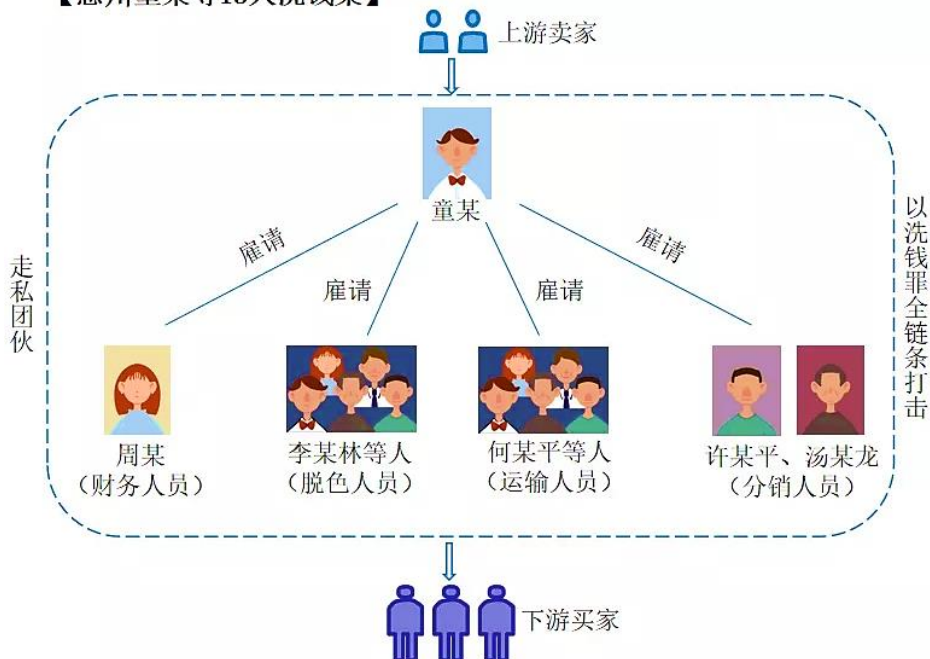 上游卖家
童某
雇请
雇请
雇请
雇请
走私团伙
以洗钱罪全链条打击
周某
（财务人员）
李某林等人
（脱色人员）
何某平等人
（运输人员）
许某平、汤某龙
（分销人员）
下游买家